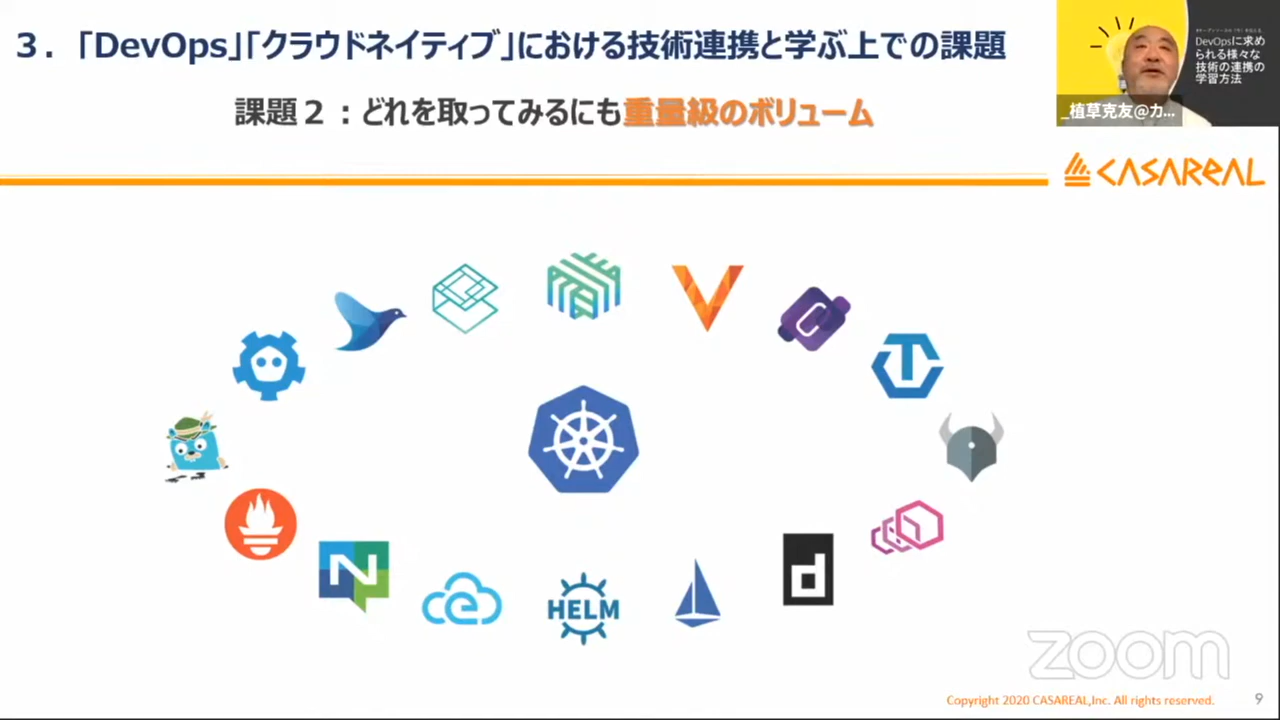 3．「DevOps」「クラウドネイティブ」における技術連携と学ぶ上での課題
課題２：どれを取ってみるにも重量級のボリューム
DevOpsに求め
られる様々な
技術の連携の
学習方法
_植草克友@カ...
CASAREAL
N
HELM
d
zoom
Copyright 2020 CASAREAL,Inc. All rights reserved.
9